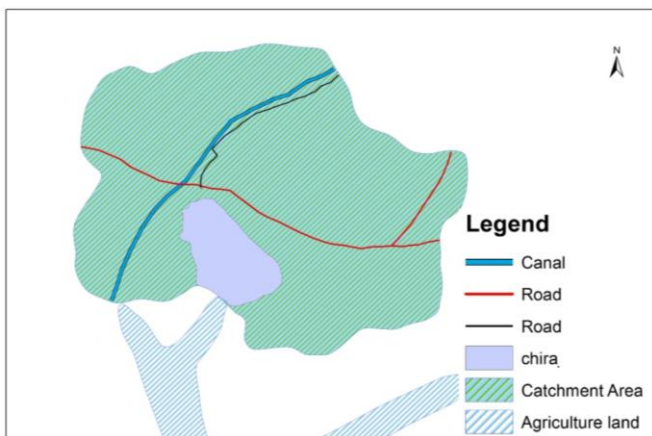 N
Legend
Canal
Road
Road
chira
Catchment Area
Agriculture land